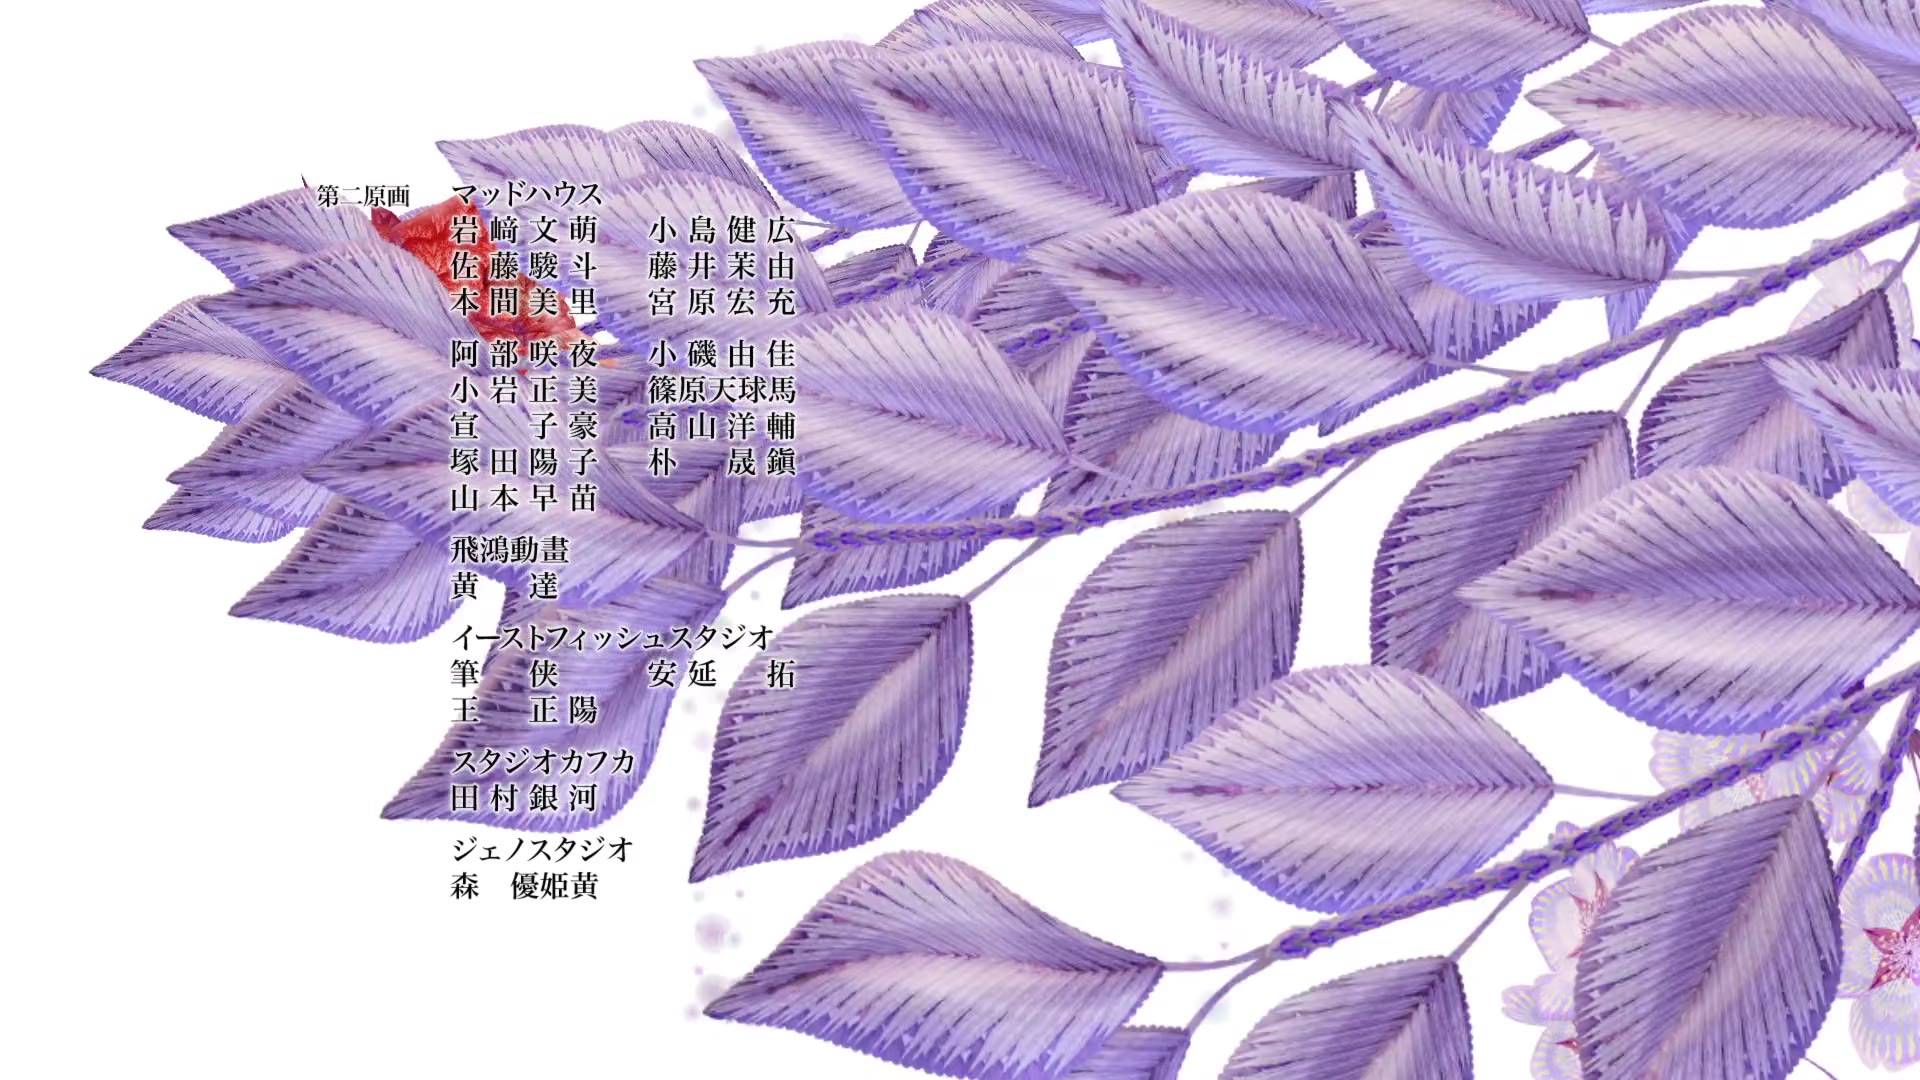 第二原画 マッドハウス
岩﨑文萌 小島健広
佐藤駿斗 藤井茉由
本間美里 宮原宏充
阿部咲夜 小磯由佳
小岩正美 篠原天球馬
宣 子豪 高山洋輔
塚田陽子 朴 晟鎭
山本早苗
飛鴻動畫
黄 達
イーストフィッシュスタジオ
筆 侠 安延 拓
王 正陽
スタジオカフカ
田村銀河
ジェノスタジオ
森 優姫黄